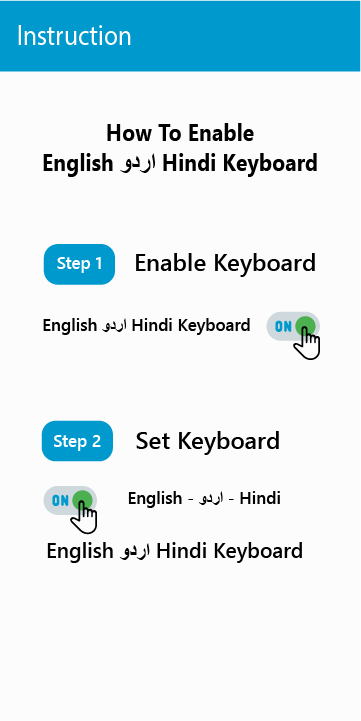 Instruction
How To Enable
English اردو Hindi Keyboard
Step 1 Enable Keyboard
English اردو Hindi Keyboard ON
Step 2 Set Keyboard
ON English - اردو - Hindi
English اردو Hindi Keyboard